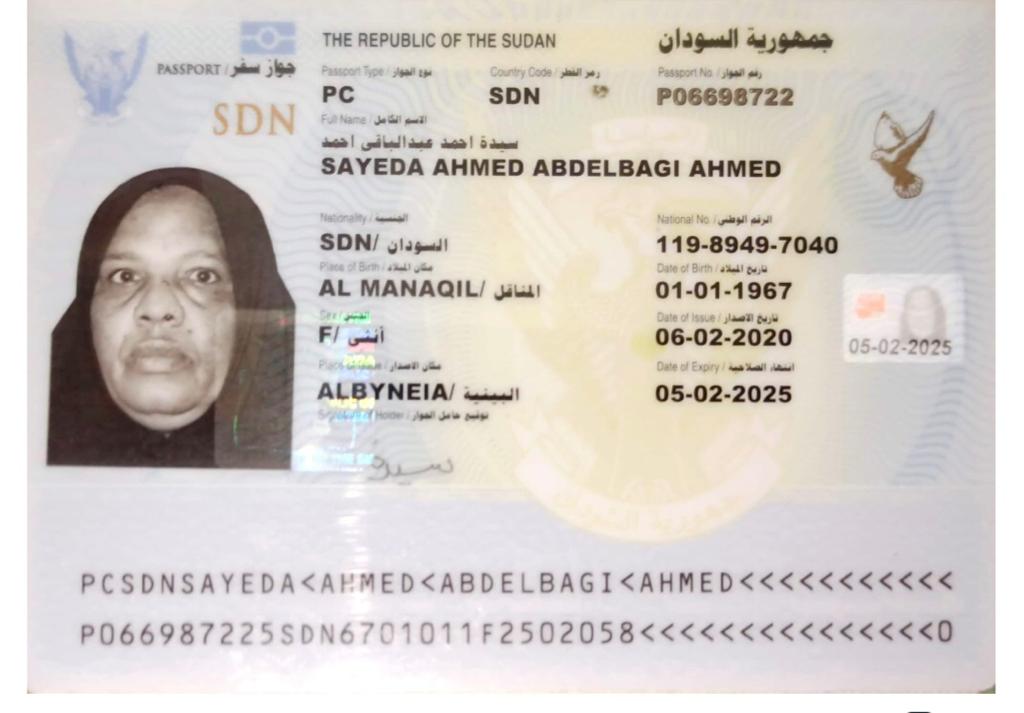 THE REPUBLIC OF THE SUDAN جمهورية السودان
PASSPORT / جواز سفر
SDN
Passport Type / نوع الجواز Country Code / رمز القطر Passport No. / رقم الجواز
PC SDN P06698722
Full Name / الاسم الكامل
سيدة احمد عبدالباقى احمد
SAYEDA AHMED ABDELBAGI AHMED
Nationality / الجنسية National No. / الرقم الوطني
SDN/ السودان 119-8949-7040
Place of Birth / مكان الميلاد Date of Birth / تاريخ الميلاد
AL MANAQIL/ المناقل 01-01-1967
Sex / Date of Issue / تاريخ الاصدار
F/ أنثى 06-02-2020
Place of Issue / مكان الاصدار Date of Expiry / انتهاء الصلاحية
ALBYNEIA/ البينية 05-02-2025
05-02-2025
Signature of Holder / توقيع حامل الجواز
سيدة
جمهورية السودان
PCSDNSAYEDA<AHMED<ABDELBAGI<AHMED<<<<<<<<<<<
P066987225SDN6701011F2502058<<<<<<<<<<<<<<<0